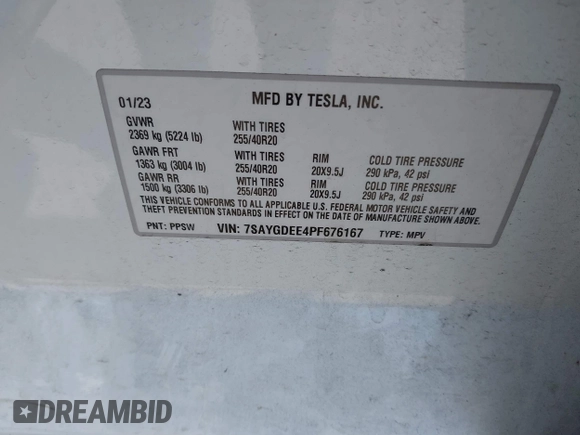 01/23 MFD BY TESLA, INC.
GVWR
2369 kg (5224 lb) WITH TIRES 255/40R20
GAWR FRT
1363 kg (3004 lb) WITH TIRES 255/40R20 RIM 20X9.5J COLD TIRE PRESSURE 290 kPa, 42 psi
GAWR RR
1500 kg (3306 lb) WITH TIRES 255/40R20 RIM 20X9.5J COLD TIRE PRESSURE 290 kPa, 42 psi
THIS VEHICLE CONFORMS TO ALL APPLICABLE U.S. FEDERAL MOTOR VEHICLE SAFETY AND
THEFT PREVENTION STANDARDS IN EFFECT ON THE DATE OF MANUFACTURE SHOWN ABOVE.
PNT: PPSW VIN: 7SAYGDEE4PF676167 TYPE: MPV
DREAMBID